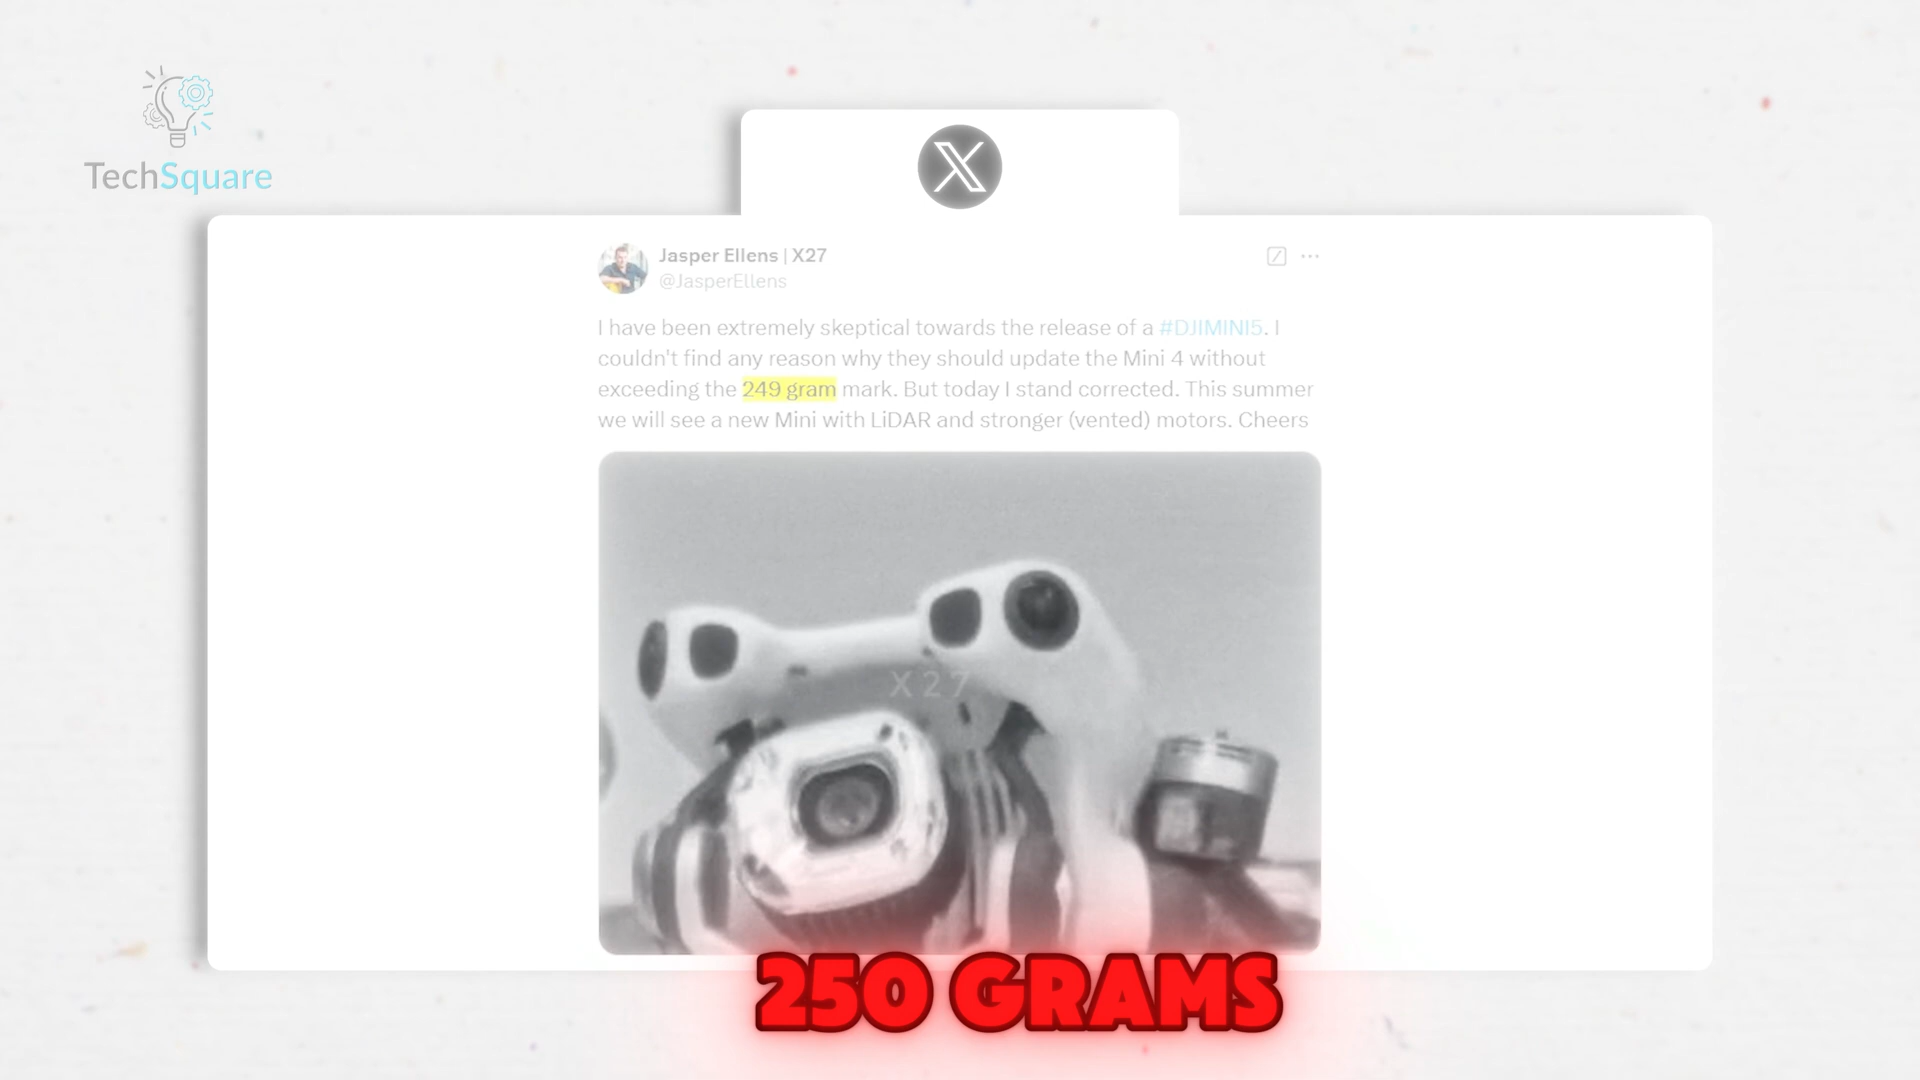 TechSquare
X
Jasper Ellens | X27
@JasperEllens
I have been extremely skeptical towards the release of a #DJIMINI5. I
couldn't find any reason why they should update the Mini 4 without
exceeding the 249 gram mark. But today I stand corrected. This summer
we will see a new Mini with LiDAR and stronger (vented) motors. Cheers
X27
250 GRAMS